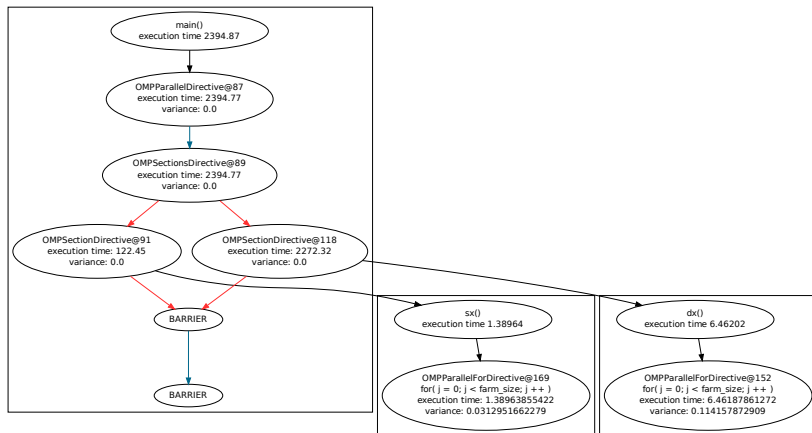 main()
execution time 2394.87
OMPParallelDirective@87
execution time: 2394.77
variance: 0.0
OMPSectionsDirective@89
execution time: 2394.77
variance: 0.0
OMPSectionDirective@91
execution time: 122.45
variance: 0.0
OMPSectionDirective@118
execution time: 2272.32
variance: 0.0
BARRIER
BARRIER
sx()
execution time 1.38964
OMPParallelForDirective@169
for( j = 0; j < farm_size; j ++ )
execution time: 1.38963855422
variance: 0.0312951662279
dx()
execution time 6.46202
OMPParallelForDirective@152
for( j = 0; j < farm_size; j ++ )
execution time: 6.46187861272
variance: 0.114157872909